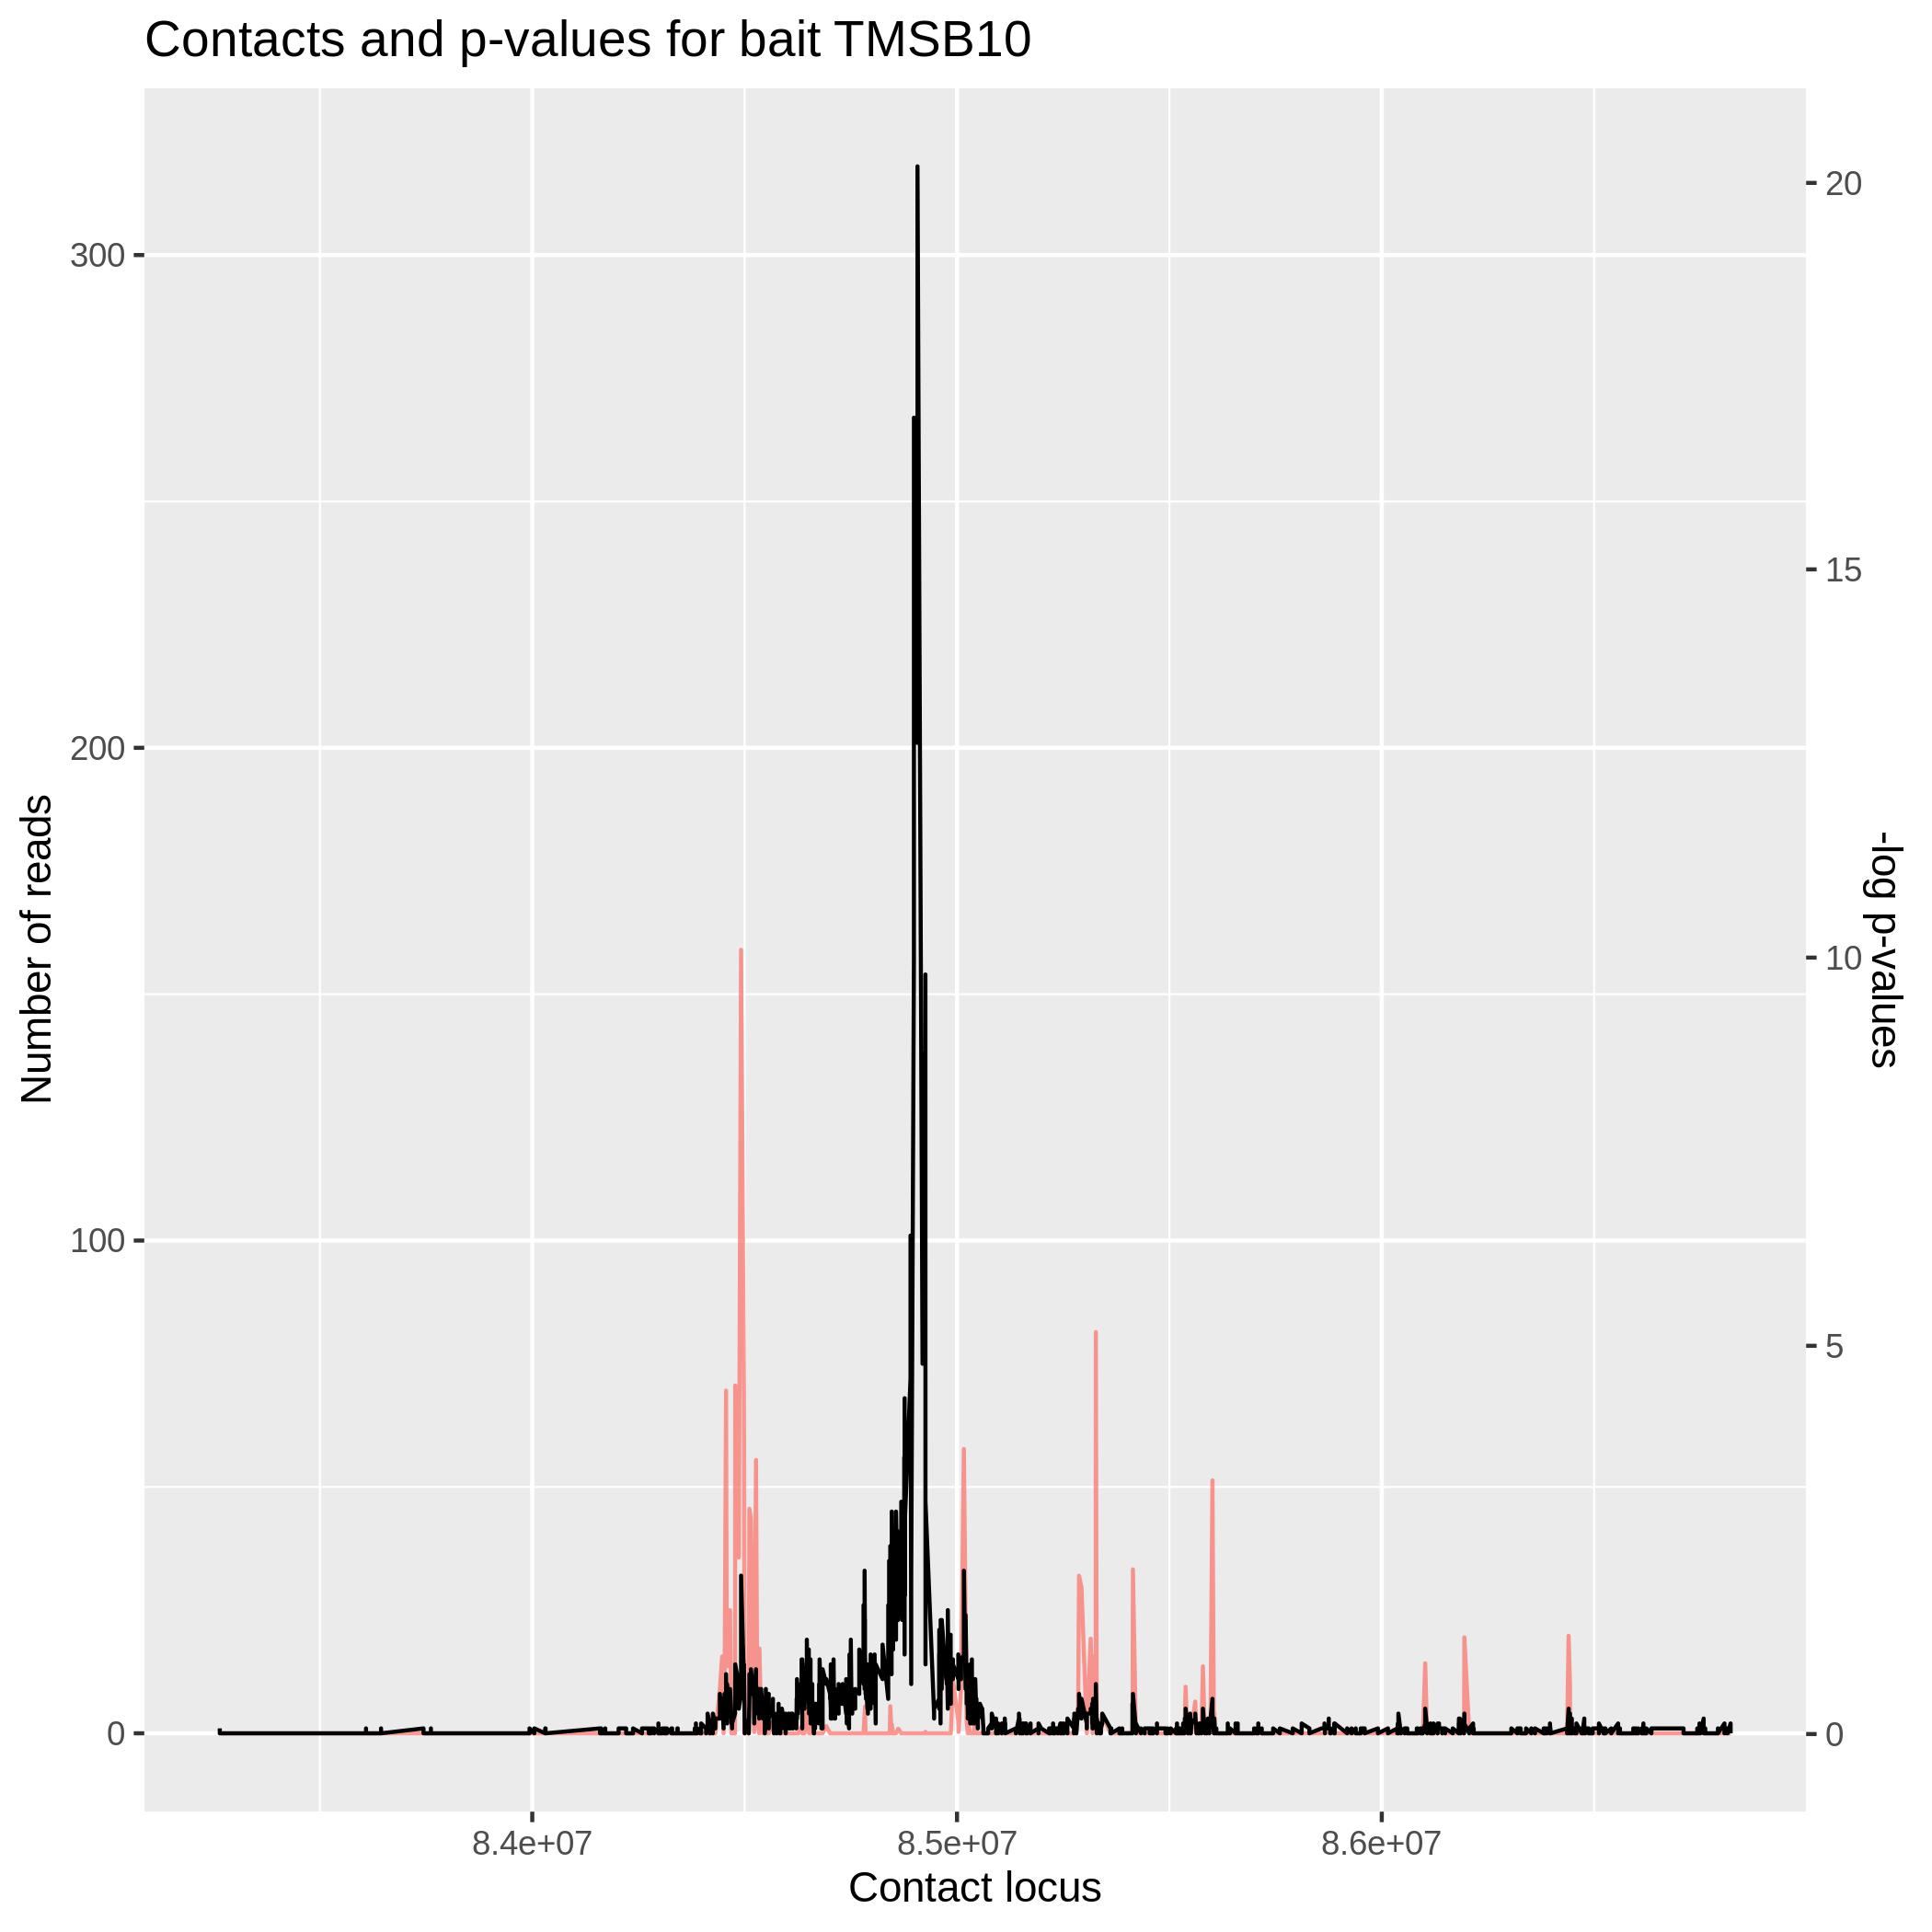 Contacts and p-values for bait TMSB10
Number of reads
300
200
100
0
20
15
10
5
0
-log p-values
8.4e+07
8.5e+07
8.6e+07
Contact locus